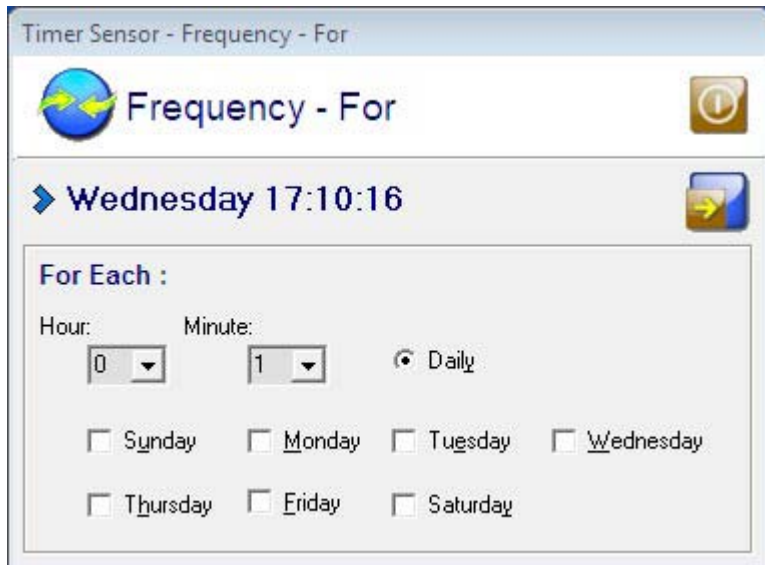 Timer Sensor - Frequency - For
Frequency - For
Wednesday 17:10:16
For Each :
Hour: Minute:
0 1 Daily
Sunday Monday Tuesday Wednesday
Thursday Friday Saturday